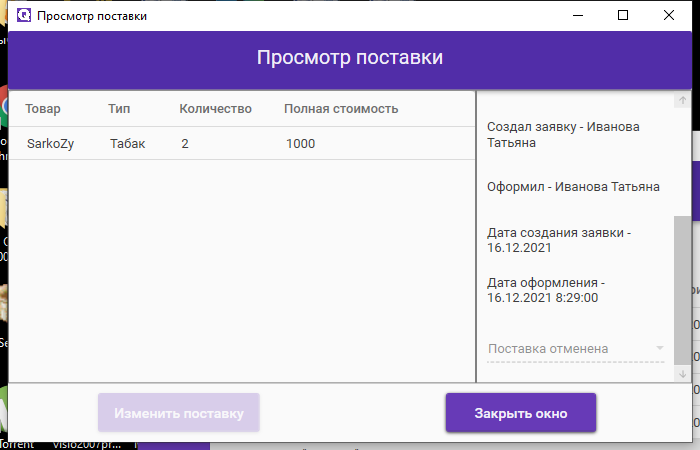 Просмотр поставки
Просмотр поставки
Товар Тип Количество Полная стоимость
SarkoZy Табак 2 1000
Создал заявку - Иванова
Татьяна
Оформил - Иванова Татьяна
Дата создания заявки -
16.12.2021
Дата оформления -
16.12.2021 8:29:00
Поставка отменена
Изменить поставку Закрыть окно